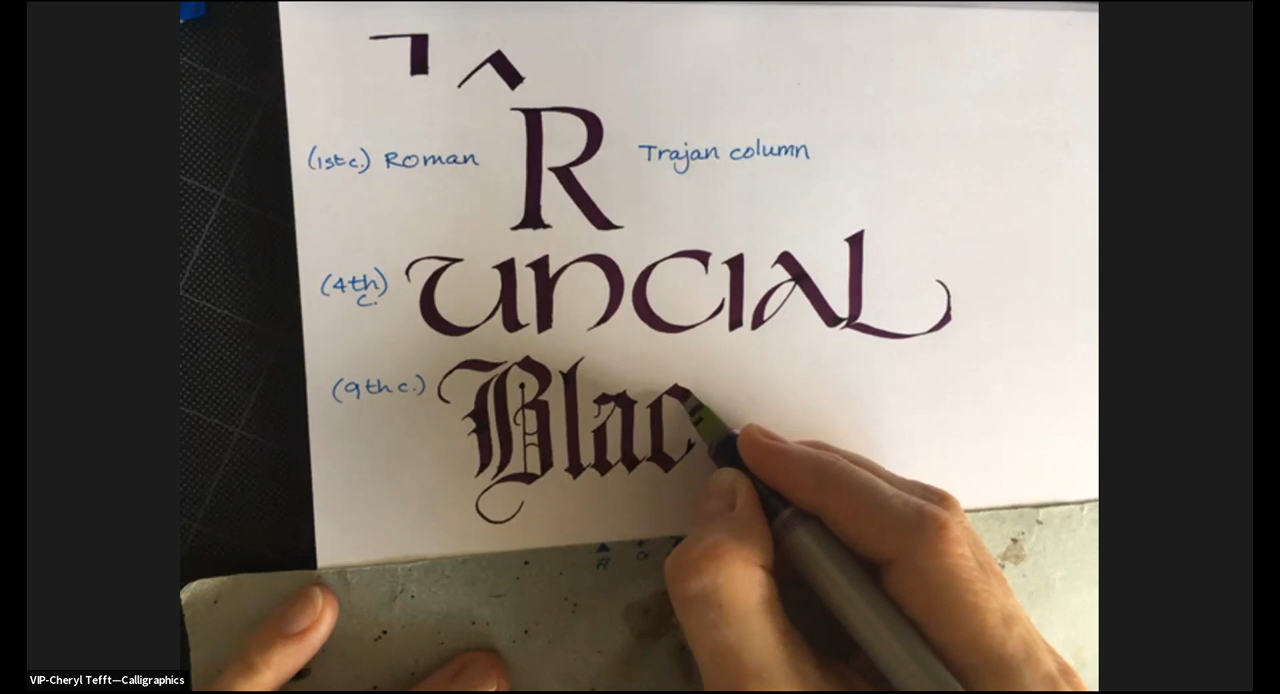 (1st c.) Roman R Trajan column
(4th c.) UNCIAL
(9th c.) Blac
VIP-Cheryl Tefft—Calligraphics